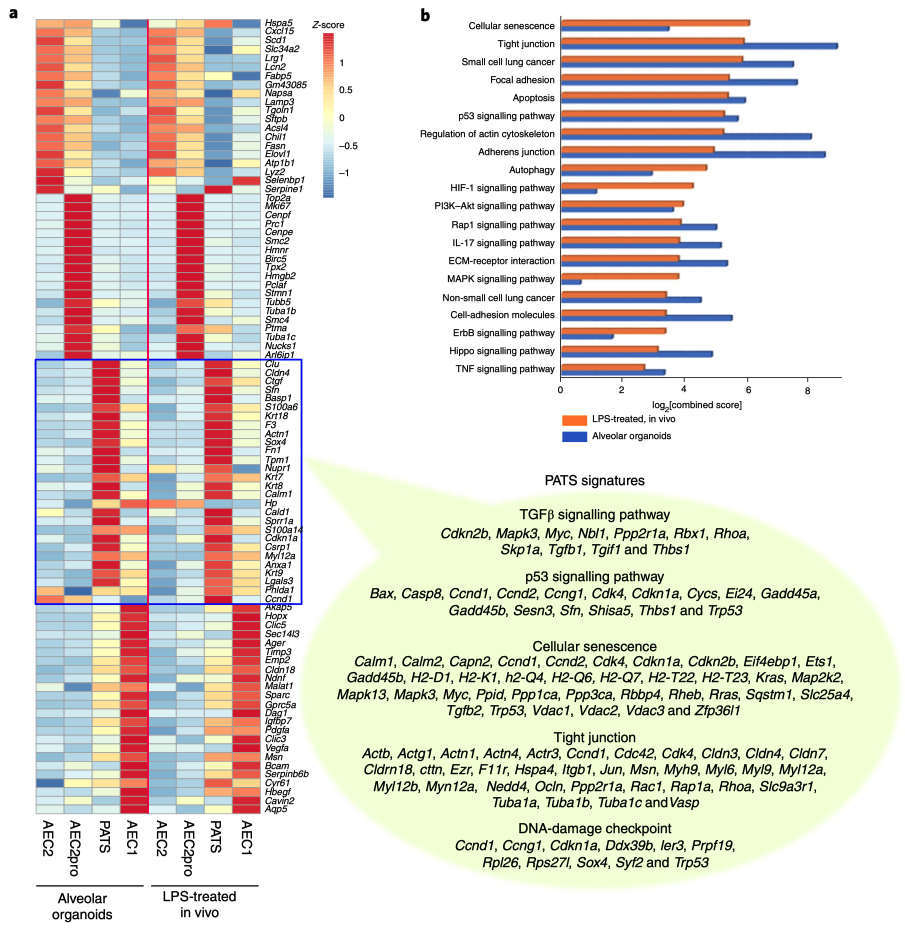 a
Hspa5
Cxcl15
Scd1
Slc34a2
Lrg1
Lcn2
Fabp5
Gm43085
Napsa
Lamp3
Tgoln1
Sftpb
Acsl4
Chil1
Fasn
Elovl1
Atp1b1
Lyz2
Selenbp1
Serpine1
Top2a
Mki67
Cenpf
Prc1
Cenpe
Smc2
Hmnr
Birc5
Tpx2
Hmgb2
Pclaf
Stmn1
Tubb5
Tuba1b
Smc4
Ptma
Tuba1c
Nucks1
Arl6ip1
Clu
Cldn4
Ctgf
Sfn
Basp1
S100a6
Krt18
F3
Actn1
Sox4
Fn1
Tpm1
Nupr1
Krt7
Krt8
Calm1
Hp
Cald1
Sprr1a
S100a14
Cdkn1a
Csrp1
Myl12a
Anxa1
Krt9
Lgals3
Phlda1
Ccnd1
Akap5
Hopx
Clic5
Sec14l3
Ager
Timp3
Emp2
Cldn18
Ndnf
Malat1
Sparc
Gprc5a
Dag1
Igfbp7
Pdgfa
Clic3
Vegfa
Msn
Bcam
Serpinb6b
Cyr61
Hbegf
Cavin2
Aqp5
Z-score
1
0.5
0
−0.5
−1
AEC2
AEC2pro
PATS
AEC1
AEC2
AEC2pro
PATS
AEC1
Alveolar
organoids
LPS-treated
in vivo
b
Cellular senescence
Tight junction
Small cell lung cancer
Focal adhesion
Apoptosis
p53 signalling pathway
Regulation of actin cytoskeleton
Adherens junction
Autophagy
HIF-1 signalling pathway
PI3K–Akt signalling pathway
Rap1 signalling pathway
IL-17 signalling pathway
ECM-receptor interaction
MAPK signalling pathway
Non-small cell lung cancer
Cell-adhesion molecules
ErbB signalling pathway
Hippo signalling pathway
TNF signalling pathway
0 2 4 6 8
log2[combined score]
LPS-treated, in vivo
Alveolar organoids
PATS signatures
TGFβ signalling pathway
Cdkn2b, Mapk3, Myc, Nbl1, Ppp2r1a, Rbx1, Rhoa,
Skp1a, Tgfb1, Tgif1 and Thbs1
p53 signalling pathway
Bax, Casp8, Ccnd1, Ccnd2, Ccng1, Cdk4, Cdkn1a, Cycs, Ei24, Gadd45a,
Gadd45b, Sesn3, Sfn, Shisa5, Thbs1 and Trp53
Cellular senescence
Calm1, Calm2, Capn2, Ccnd1, Ccnd2, Cdk4, Cdkn1a, Cdkn2b, Eif4ebp1, Ets1,
Gadd45b, H2-D1, H2-K1, h2-Q4, H2-Q6, H2-Q7, H2-T22, H2-T23, Kras, Map2k2,
Mapk13, Mapk3, Myc, Ppid, Ppp1ca, Ppp3ca, Rbbp4, Rheb, Rras, Sqstm1, Slc25a4,
Tgfb2, Trp53, Vdac1, Vdac2, Vdac3 and Zfp36l1
Tight junction
Actb, Actg1, Actn1, Actn4, Actr3, Ccnd1, Cdc42, Cdk4, Cldn3, Cldn4, Cldn7,
Cldrn18, cttn, Ezr, F11r, Hspa4, Itgb1, Jun, Msn, Myh9, Myl6, Myl9, Myl12a,
Myl12b, Myn12a, Nedd4, Ocln, Ppp2r1a, Rac1, Rap1a, Rhoa, Slc9a3r1,
Tuba1a, Tuba1b, Tuba1c andVasp
DNA-damage checkpoint
Ccnd1, Ccng1, Cdkn1a, Ddx39b, Ier3, Prpf19,
Rpl26, Rps27l, Sox4, Syf2 and Trp53